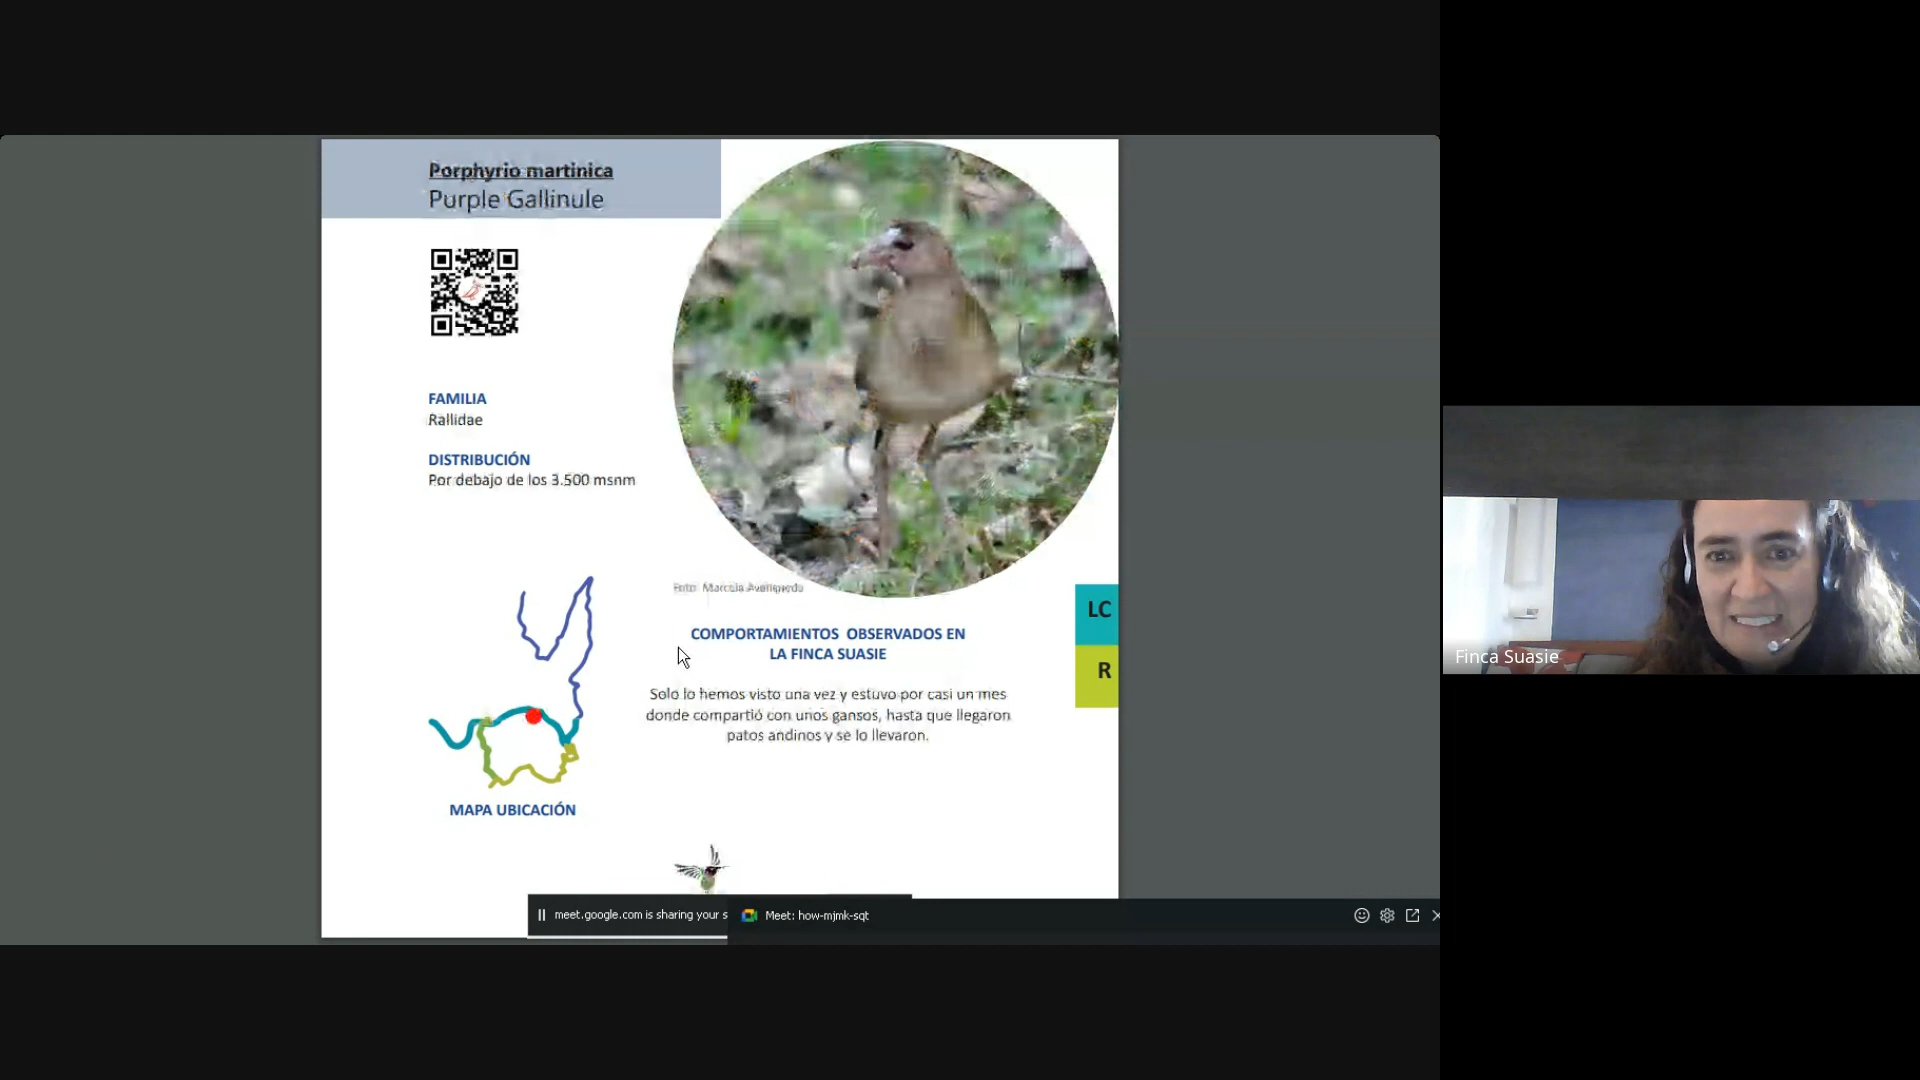 Porphyrio martinica
Purple Gallinule
FAMILIA
Rallidae
DISTRIBUCIÓN
Por debajo de los 3.500 msnm
MAPA UBICACIÓN
Foto: Marcela
COMPORTAMIENTOS OBSERVADOS EN
LA FINCA SUASIE
Solo lo hemos visto una vez y estuvo por casi un mes
donde compartió con unos gansos, hasta que llegaron
patos andinos y se lo llevaron.
LC
R
meet.google.com is sharing your s
Meet: how-mjmk-sqt
Finca Suasie